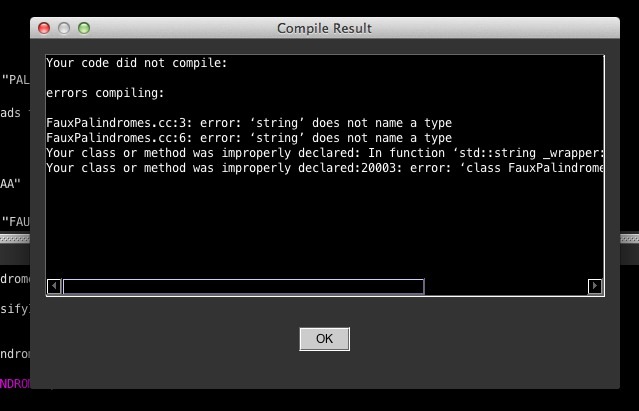 Compile Result
Your code did not compile:
errors compiling:
FauxPalindromes.cc:3: error: ‘string’ does not name a type
FauxPalindromes.cc:6: error: ‘string’ does not name a type
Your class or method was improperly declared: In function ‘std::string _wrapper:
Your class or method was improperly declared:20003: error: ‘class FauxPalindrome
OK
"PAL
ads
AA"
"FAU
drome
sify
ndrom
NDROM